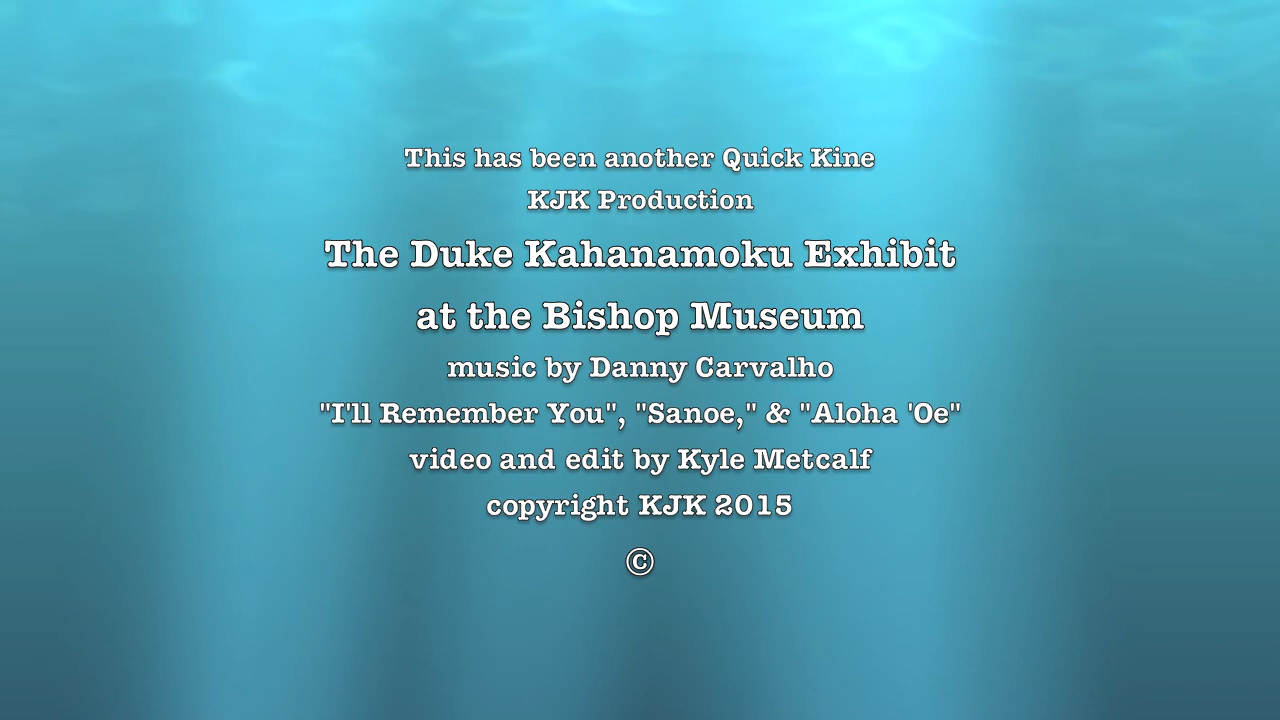 This has been another Quick Kine
KJK Production
The Duke Kahanamoku Exhibit
at the Bishop Museum
music by Danny Carvalho
"I'll Remember You", "Sanoe," & "Aloha 'Oe"
video and edit by Kyle Metcalf
copyright KJK 2015
©